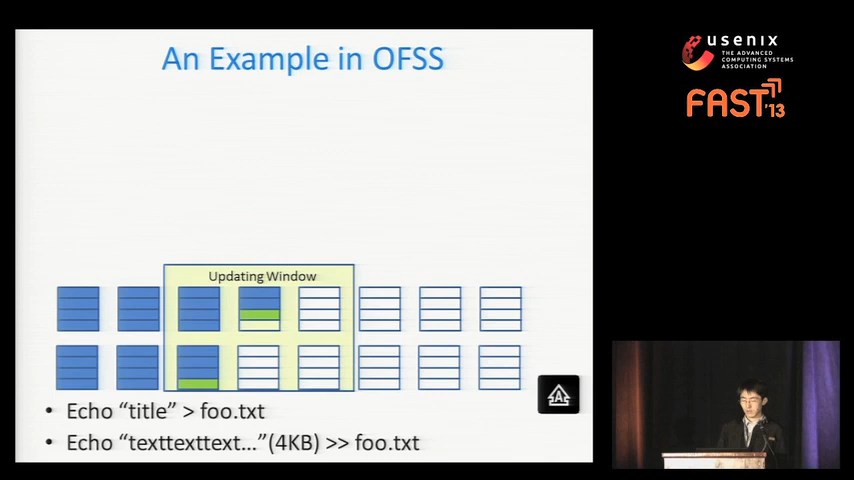 An Example in OFSS
usenix
THE ADVANCED
COMPUTING SYSTEMS
ASSOCIATION
FAST '13
Updating Window
A
• Echo “title” > foo.txt
• Echo “texttexttext…”(4KB) >> foo.txt